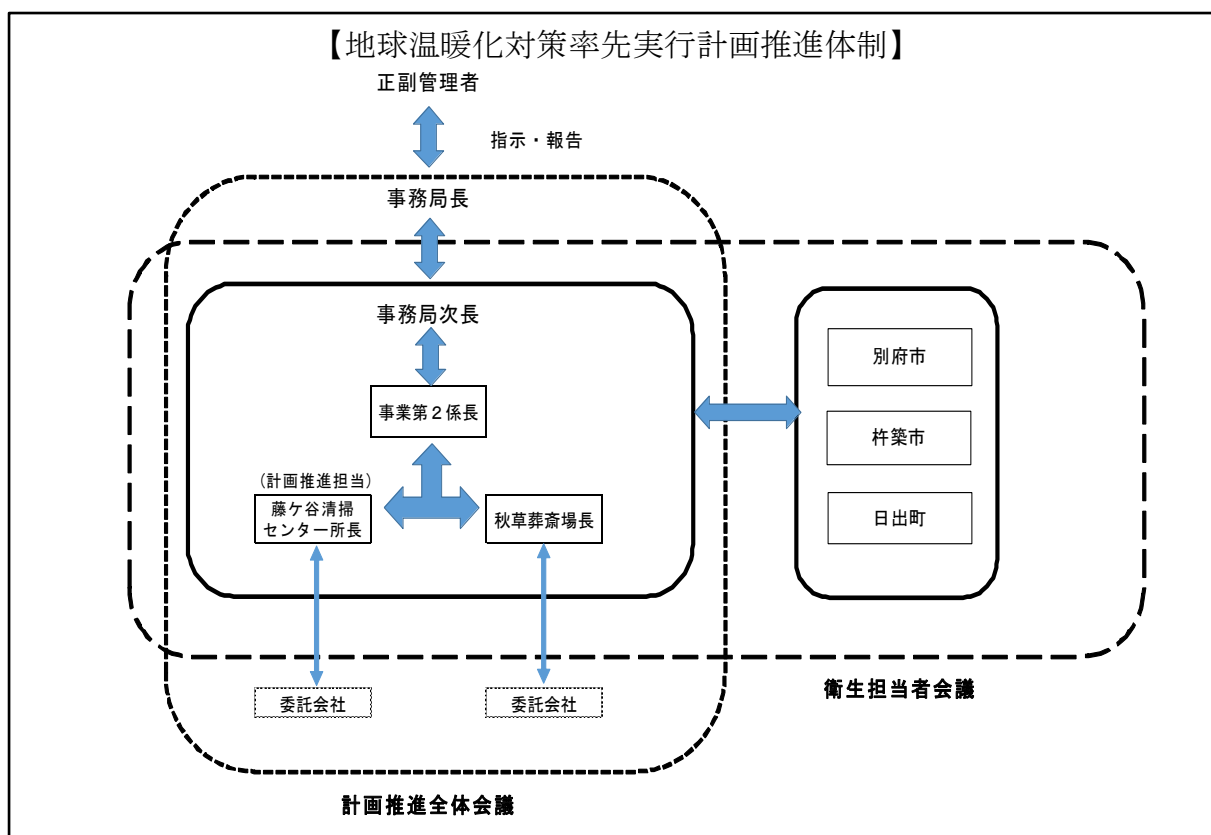 【地球温暖化対策率先実行計画推進体制】
正副管理者
指示・報告
事務局長
事務局次長
事業第２係長
(計画推進担当)
藤ケ谷清掃
センター所長
秋草葬斎場長
別府市
杵築市
日出町
委託会社
委託会社
衛生担当者会議
計画推進全体会議